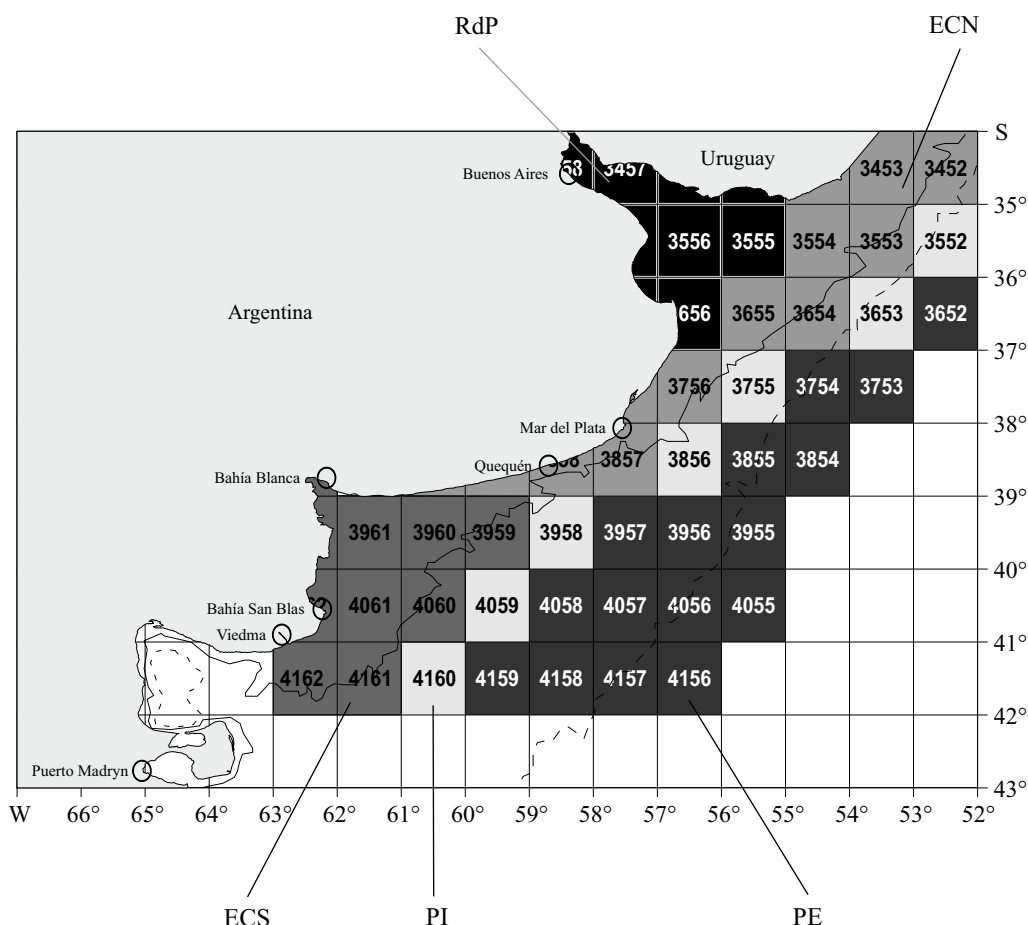 RdP ECN
S
Uruguay
58 3457 3453 3452
Buenos Aires
35°
3556 3555 3554 3553 3552
36°
Argentina
656 3655 3654 3653 3652
37°
3756 3755 3754 3753
38°
Mar del Plata
Quequén 3857 3856 3855 3854
Bahía Blanca
39°
3961 3960 3959 3958 3957 3956 3955
40°
Bahía San Blas 4061 4060 4059 4058 4057 4056 4055
Viedma
41°
4162 4161 4160 4159 4158 4157 4156
42°
Puerto Madryn
43°
W 66° 65° 64° 63° 62° 61° 60° 59° 58° 57° 56° 55° 54° 53° 52°
ECS PI PE